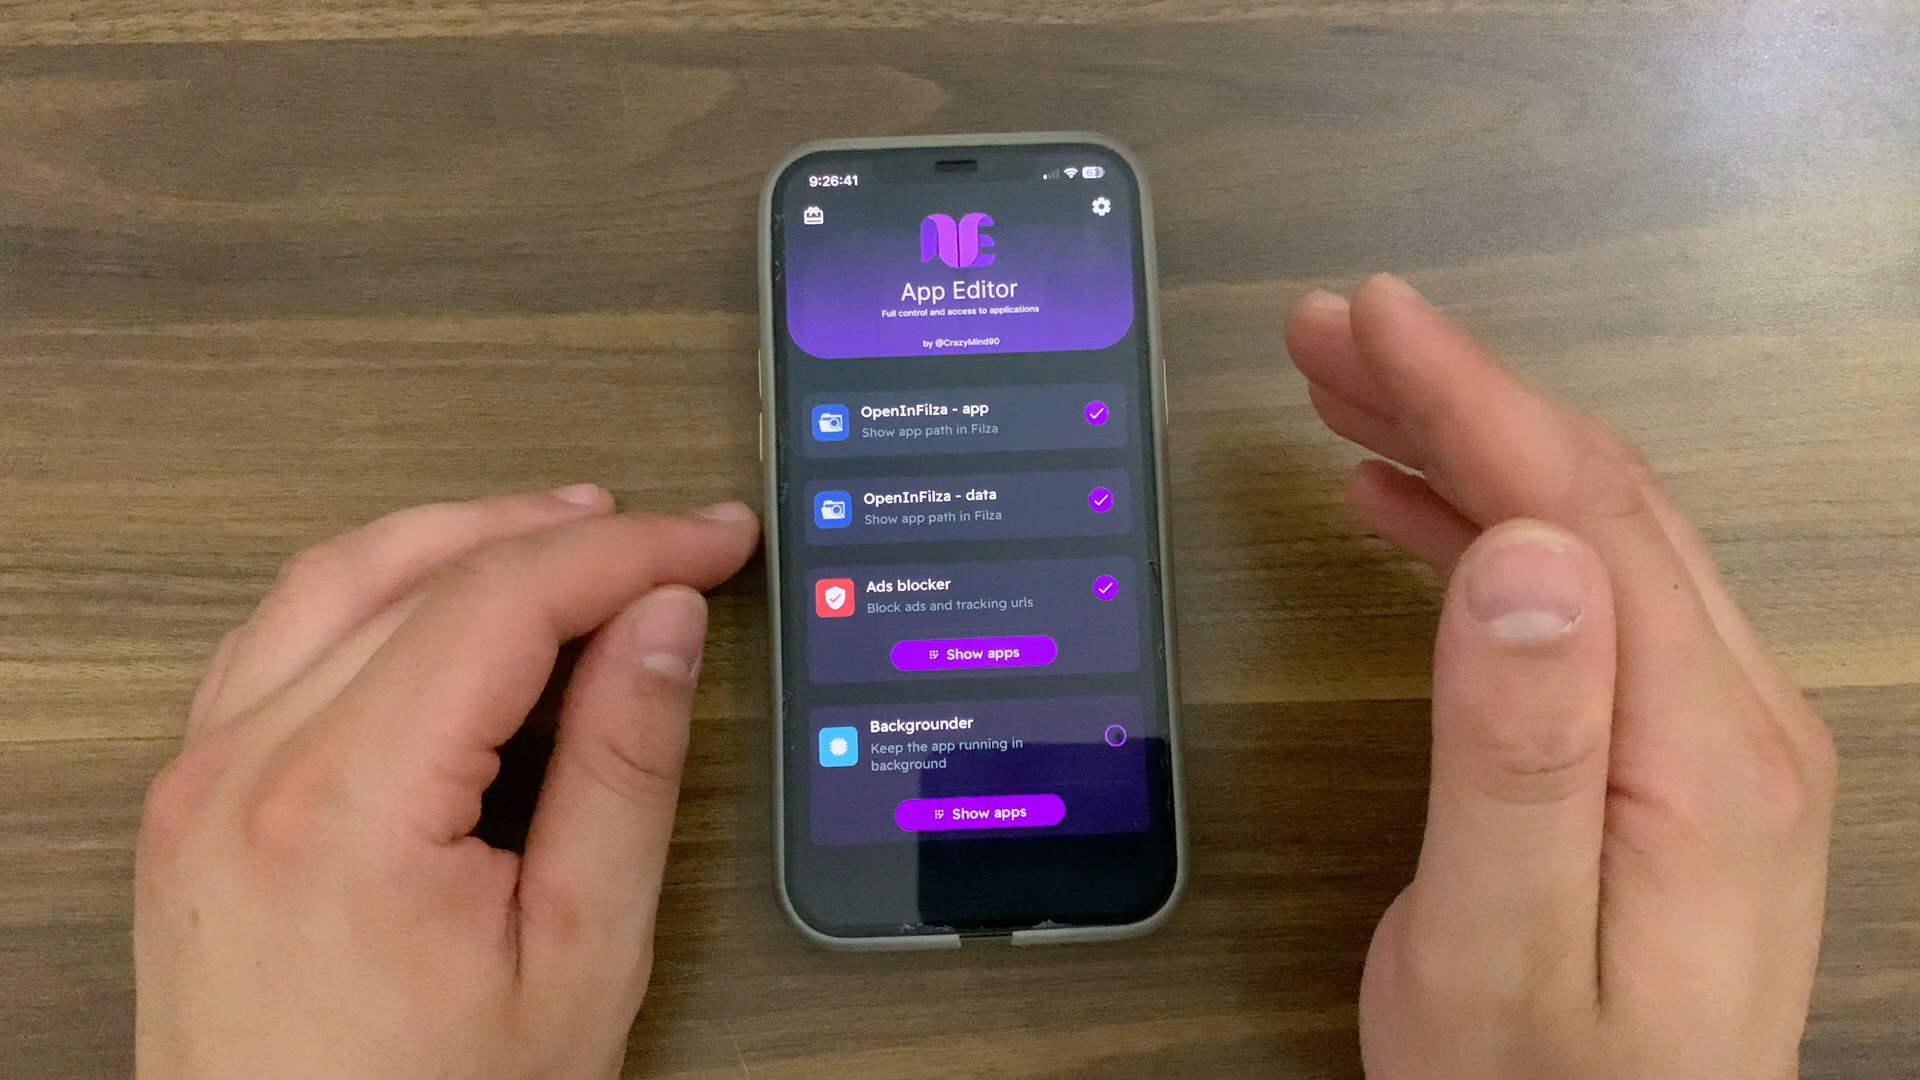 9:26:41
63
App Editor
Full control and access to applications
by @CrazyMind90
OpenInFilza - app
Show app path in Filza
OpenInFilza - data
Show app path in Filza
Ads blocker
Block ads and tracking urls
Show apps
Backgrounder
Keep the app running in
background
Show apps